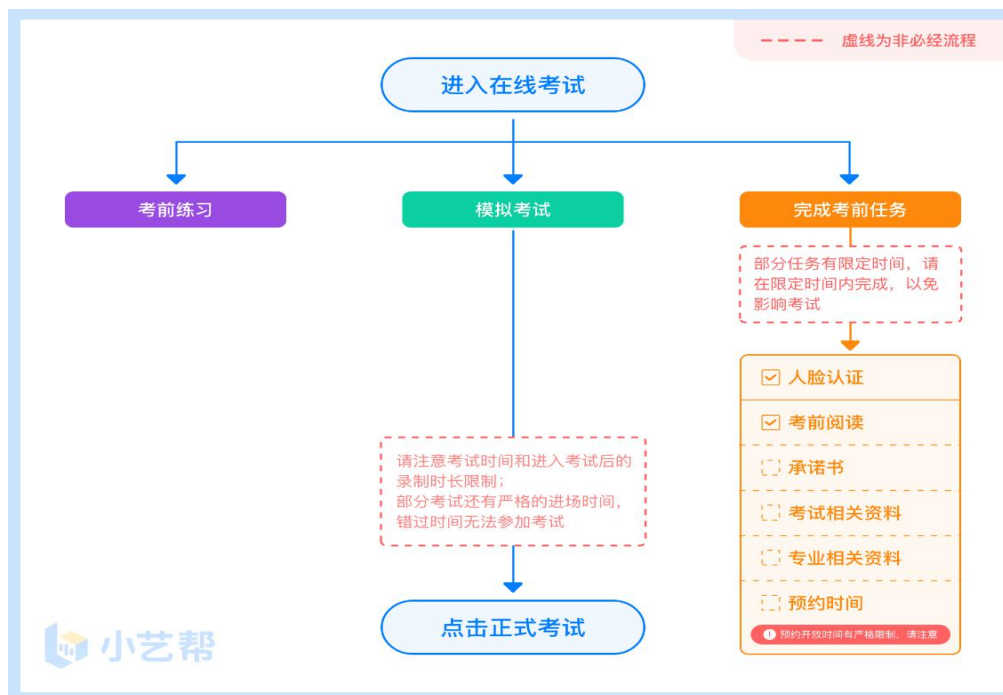 虚线为非必经流程
进入在线考试
考前练习
模拟考试
完成考前任务
部分任务有限定时间，请
在限定时间内完成，以免
影响考试
人脸认证
考前阅读
承诺书
考试相关资料
专业相关资料
预约时间
预约开放时间有严格限制，请注意
请注意考试时间和进入考试后的
录制时长限制；
部分考试还有严格的进场时间，
错过时间无法参加考试
点击正式考试
小艺帮